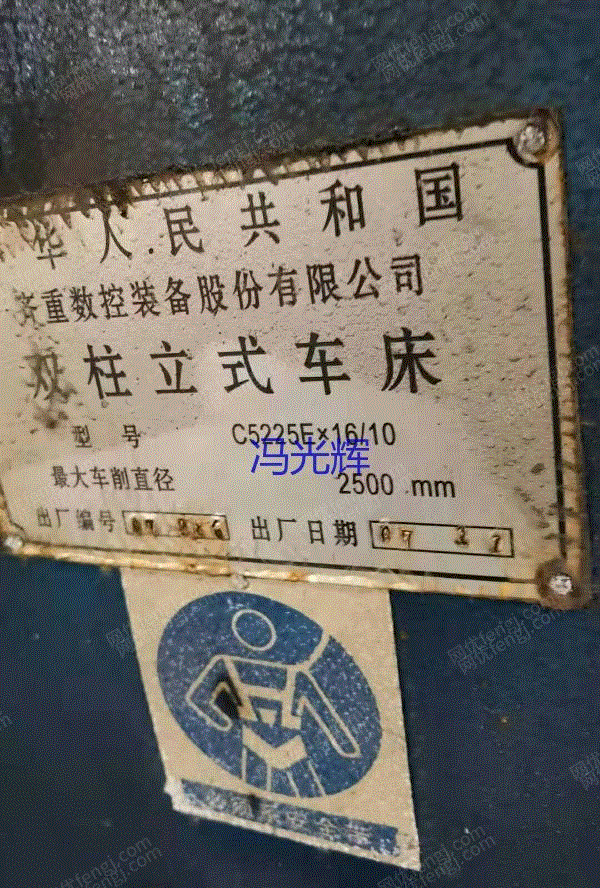 华人民共和国
齐重数控装备股份有限公司
双柱立式车床
型号 C5225E×16/10
冯光辉
最大车削直径 2500 mm
出厂编号 出厂日期 07